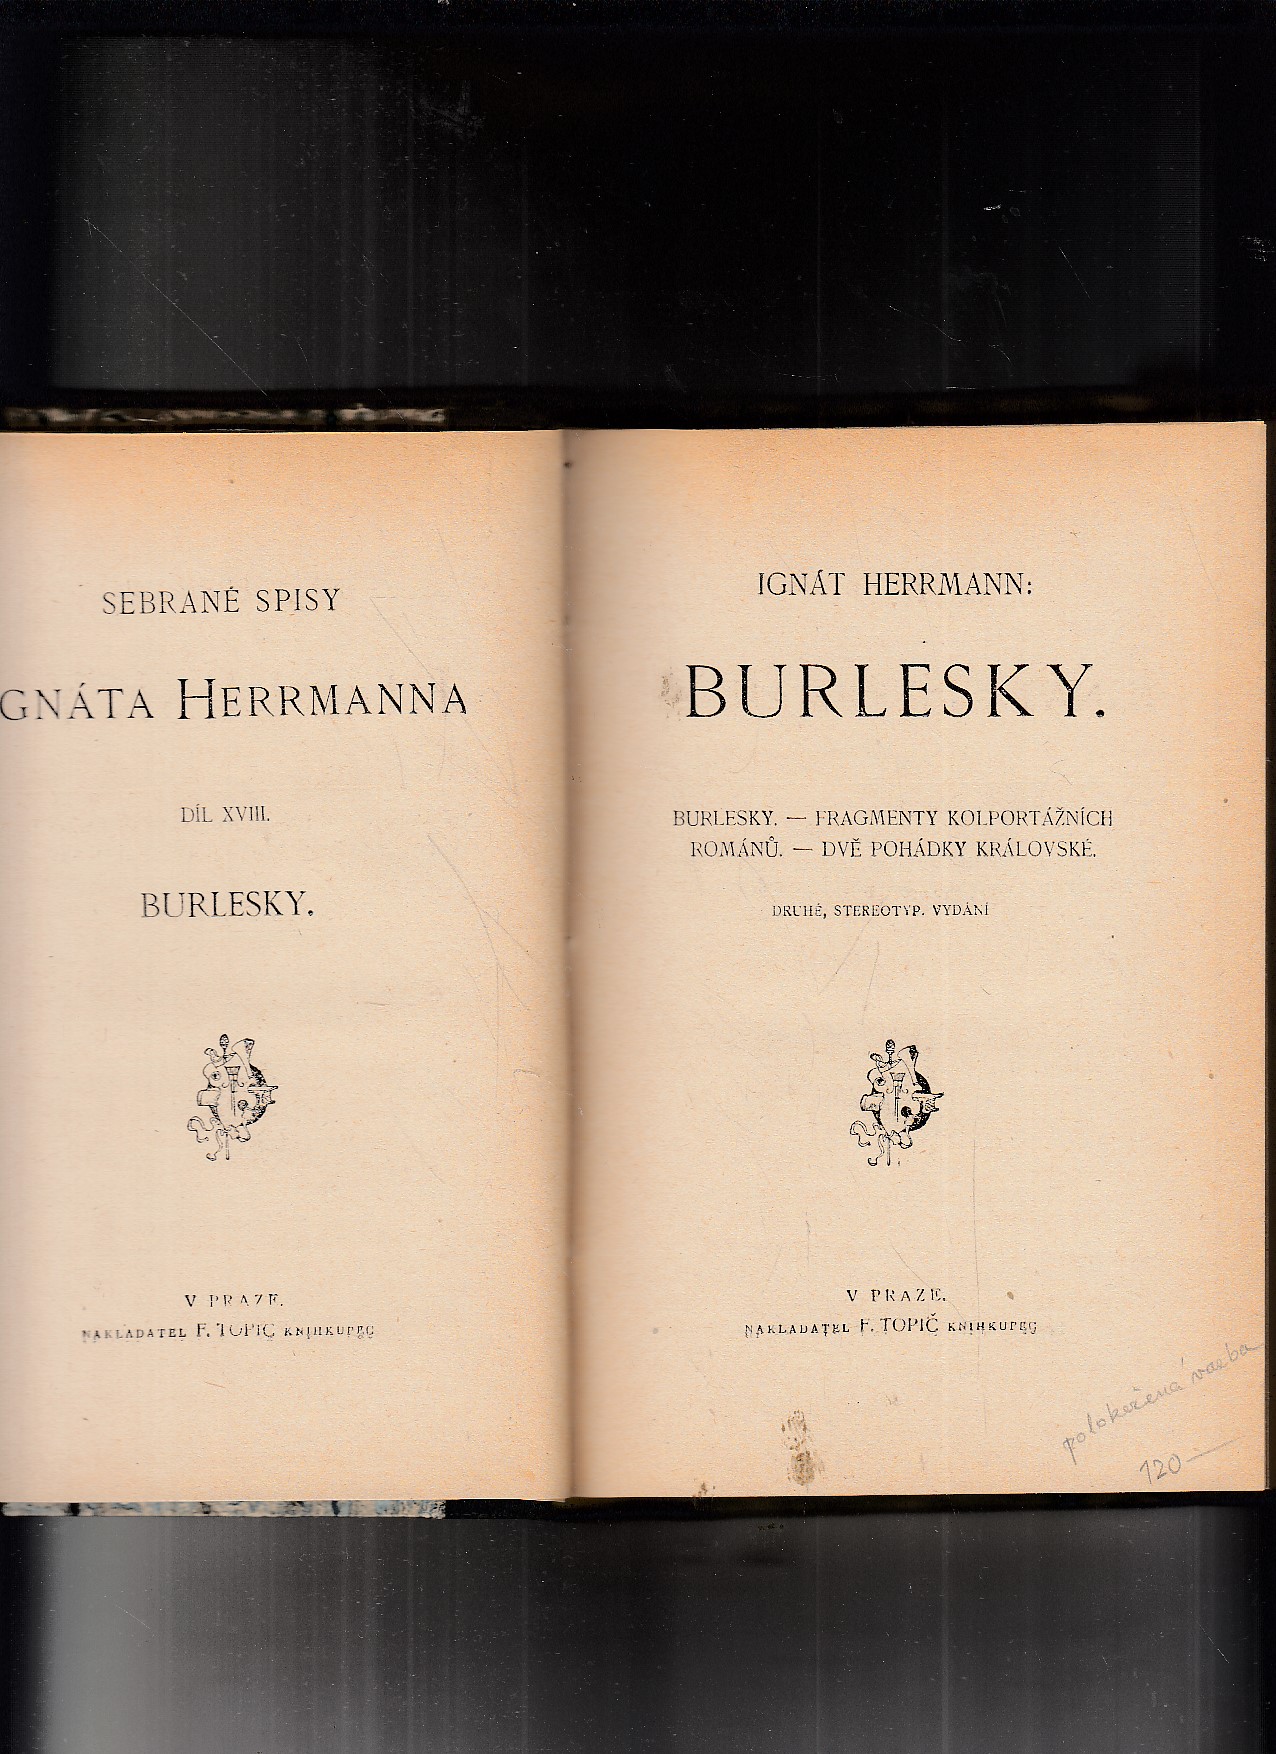 SEBRANÉ SPISY
GNÁTA HERRMANNA
DÍL XVIII.
BURLESKY.
V PRAZE.
NAKLADATEL F. TOPIČ KNIHKUPEC
IGNÁT HERRMANN:
BURLESKY.
BURLESKY. — FRAGMENTY KOLPORTÁŽNÍCH
ROMÁNŮ. — DVĚ POHÁDKY KRÁLOVSKÉ.
DRUHÉ, STEREOTYP. VYDÁNÍ
V PRAZE.
NAKLADATEL F. TOPIČ KNIHKUPEC
polokožená vazba
120—